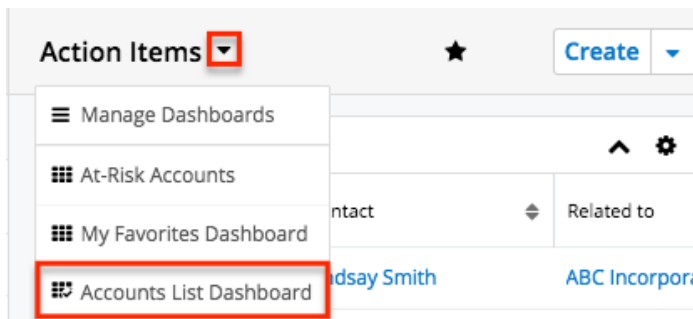 Action Items
Create
Manage Dashboards
At-Risk Accounts
ntact
Related to
My Favorites Dashboard
dsay Smith
ABC Incorpora
Accounts List Dashboard